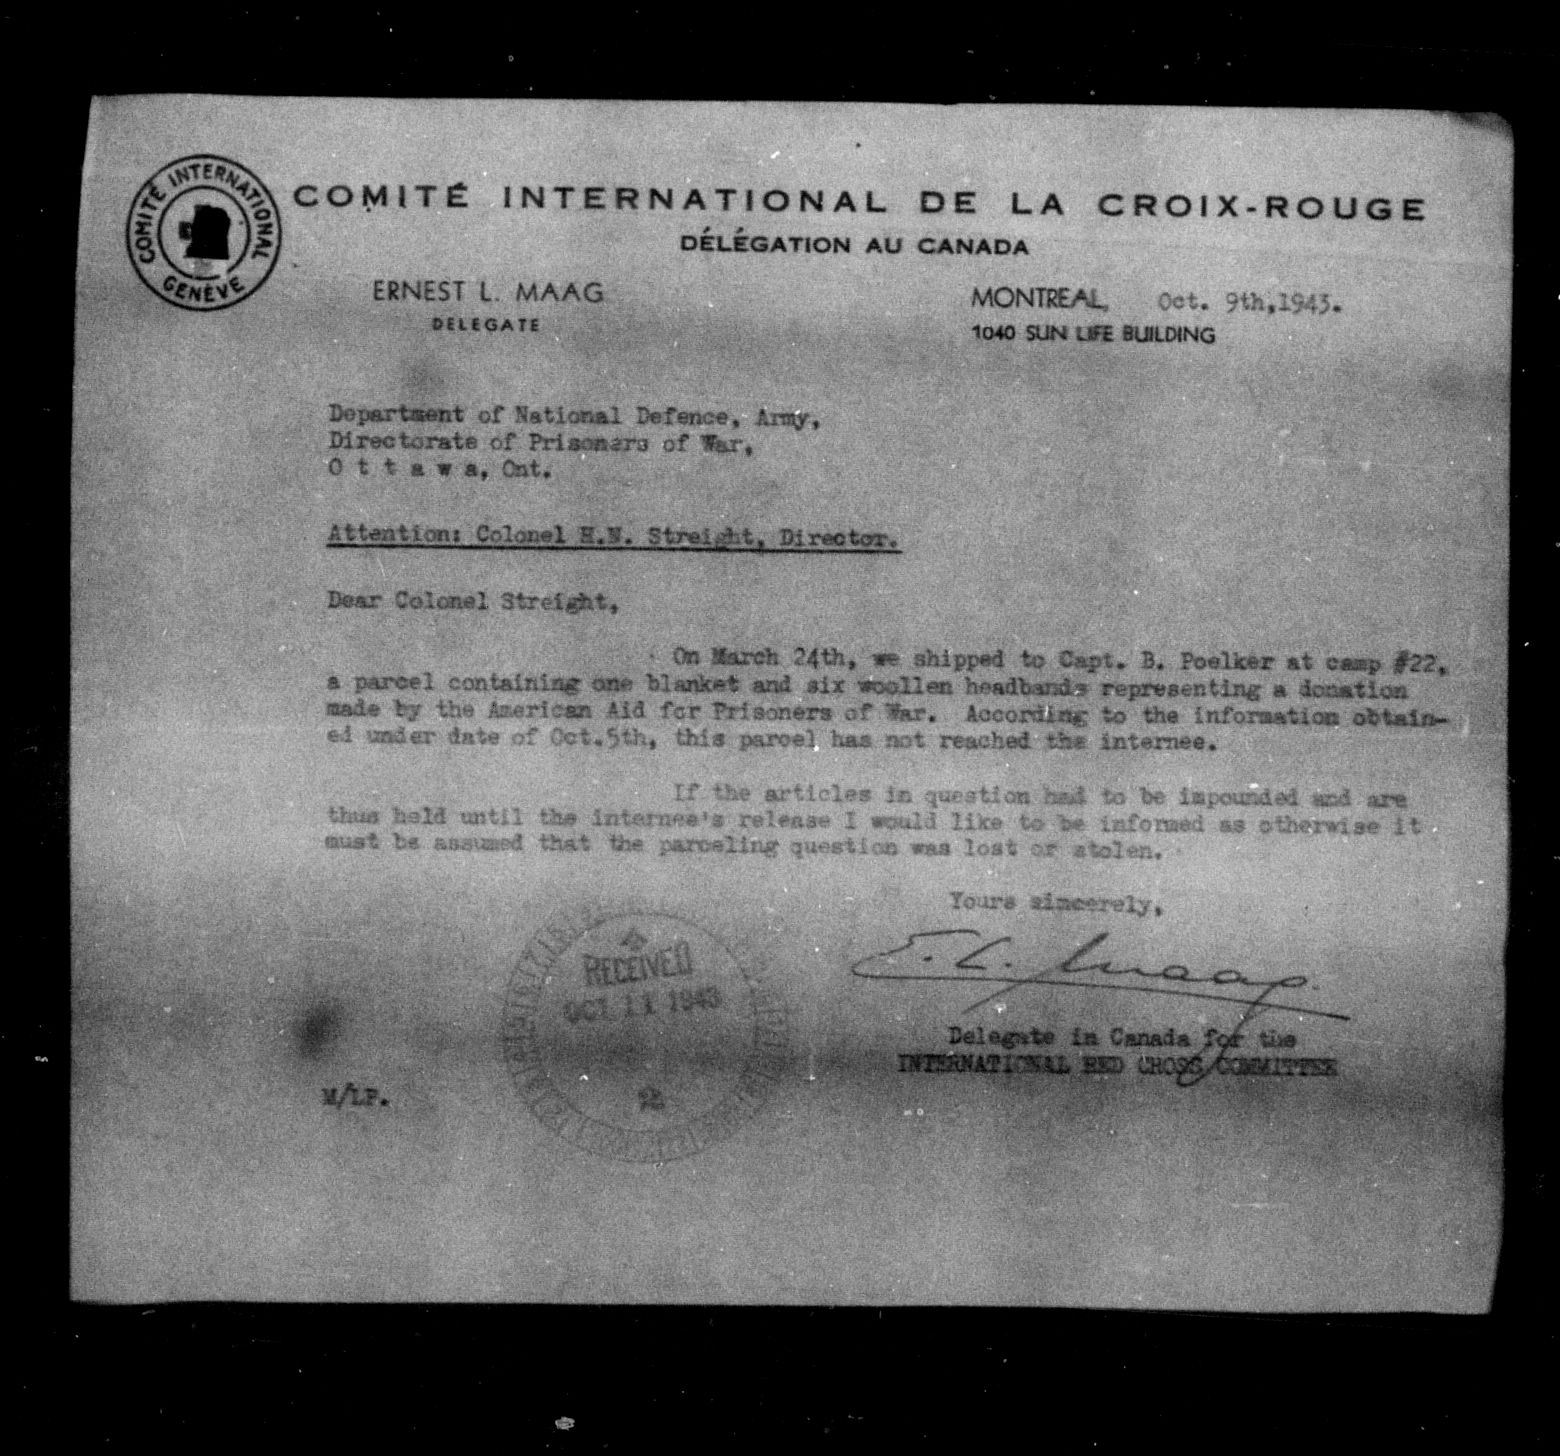 COMITÉ INTERNATIONAL
GENÈVE
COMITÉ INTERNATIONAL DE LA CROIX-ROUGE
DÉLÉGATION AU CANADA
ERNEST L. MAAG
DELEGATE
MONTREAL, Oct. 9th,1943.
1040 SUN LIFE BUILDING
Department of National Defence, Army,
Directorate of Prisoners of War,
O t t a w a, Ont.
Attention: Colonel H.N. Streight, Director.
Dear Colonel Streight,
On March 24th, we shipped to Capt. B. Poelker at camp #22,
a parcel containing one blanket and six woollen headbands representing a donation
made by the American Aid for Prisoners of War. According to the information obtain-
ed under date of Oct.5th, this parcel has not reached the internee.
If the articles in question had to be impounded and are
thus held until the internee's release I would like to be informed as otherwise it
must be assumed that the parceling question was lost or stolen.
Yours sincerely,
E. L. Maag.
Delegate in Canada for the
INTERNATIONAL RED CROSS COMMITTEE
RECEIVED
OCT 11 1943
M/LP.